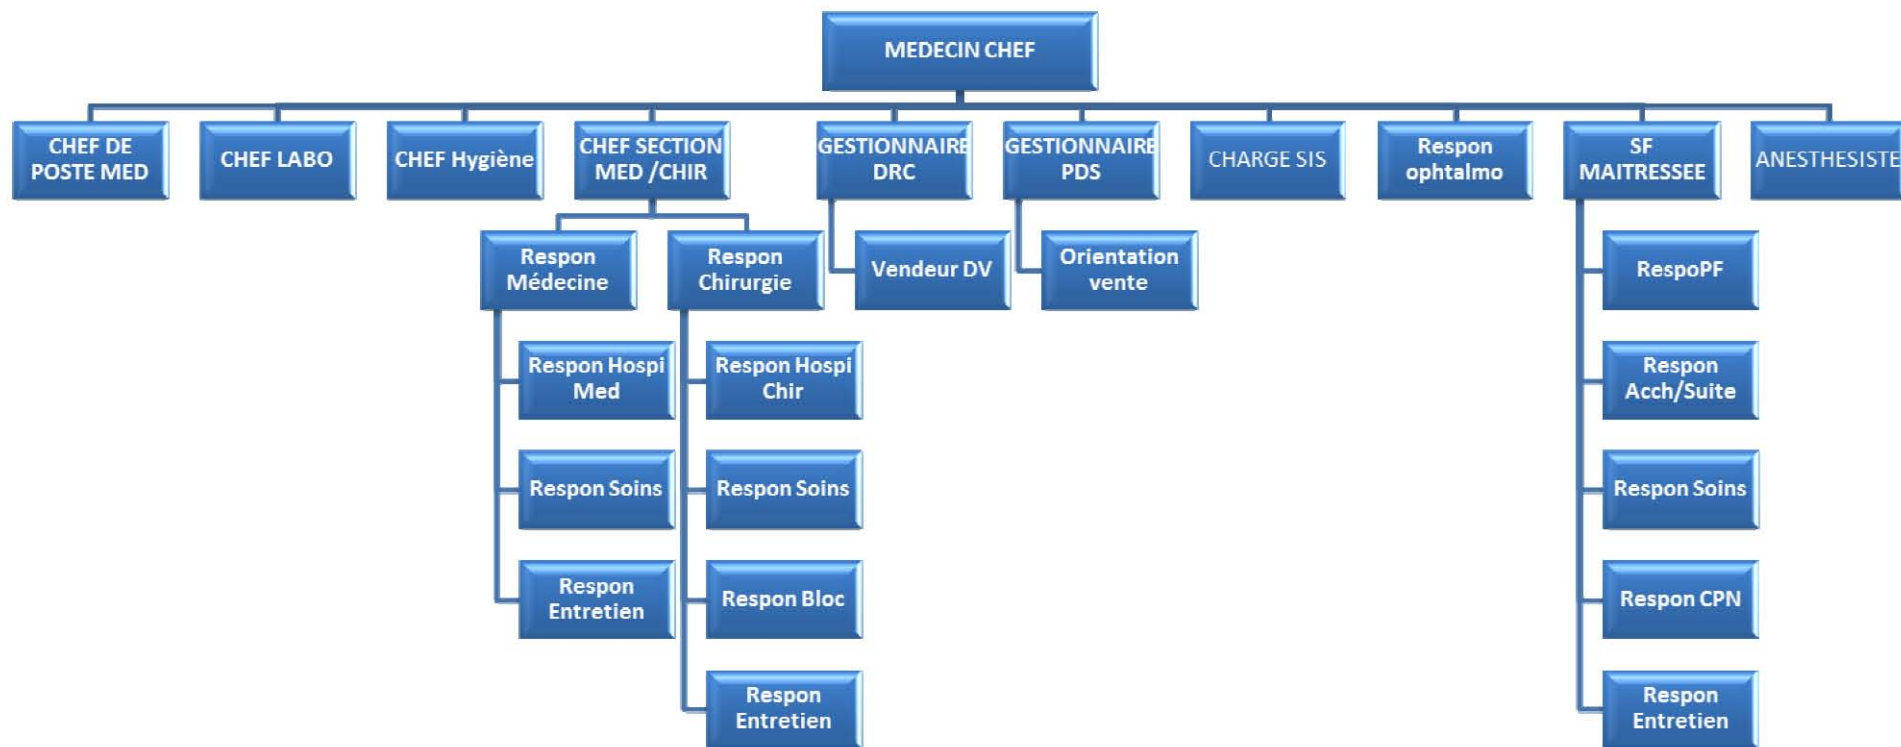 MEDECIN CHEF
CHEF DE
POSTE MED
CHEF LABO
CHEF Hygiène
CHEF SECTION
MED /CHIR
GESTIONNAIRE
DRC
GESTIONNAIRE
PDS
CHARGE SIS
Respon
ophtalmo
SF
MAITRESSEE
ANESTHESISTE
Respon
Médecine
Respon
Chirurgie
Vendeur DV
Orientation
vente
RespoPF
Respon Hospi
Med
Respon Hospi
Chir
Respon
Acch/Suite
Respon Soins
Respon Soins
Respon Soins
Respon
Entretien
Respon Bloc
Respon CPN
Respon
Entretien
Respon
Entretien